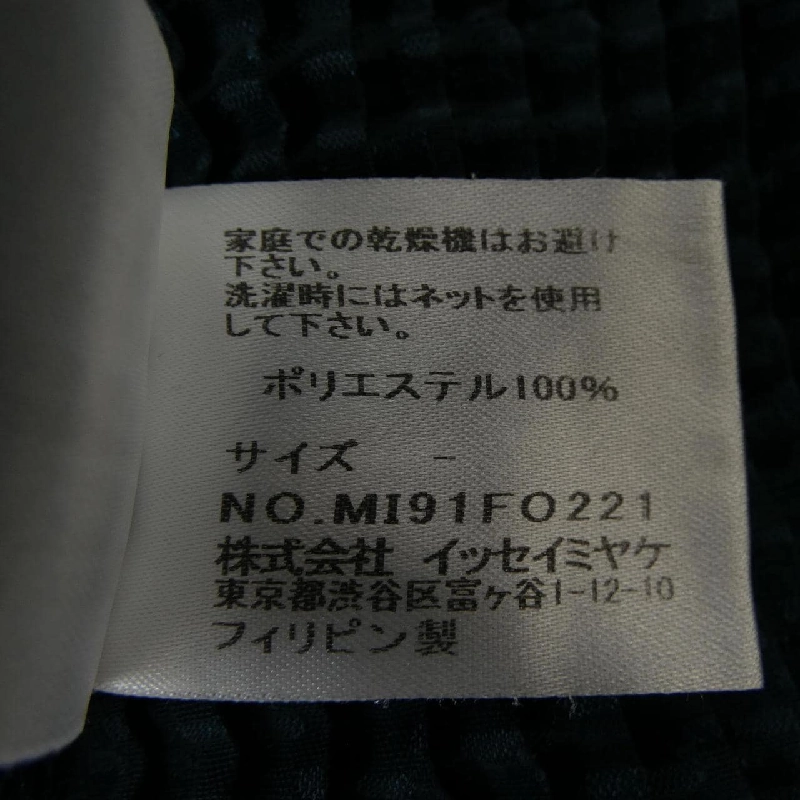 家庭での乾燥機はお避け
下さい。
洗濯時にはネットを使用
して下さい。
ポリエステル100%
サイズ -
NO.MI91FO221
株式会社 イッセイミヤケ
東京都渋谷区富ヶ谷1-12-10
フィリピン製